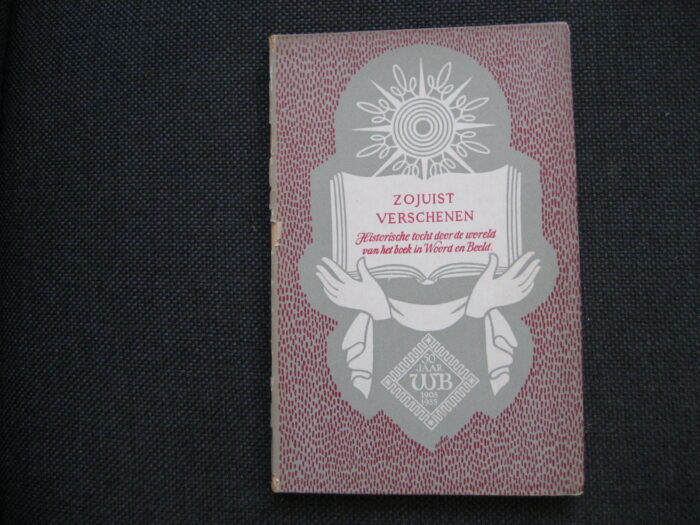 ZOJUIST
VERSCHENEN
Historische tocht door de wereld
van het boek in Woord en Beeld.
50
JAAR
WB
1905
1955